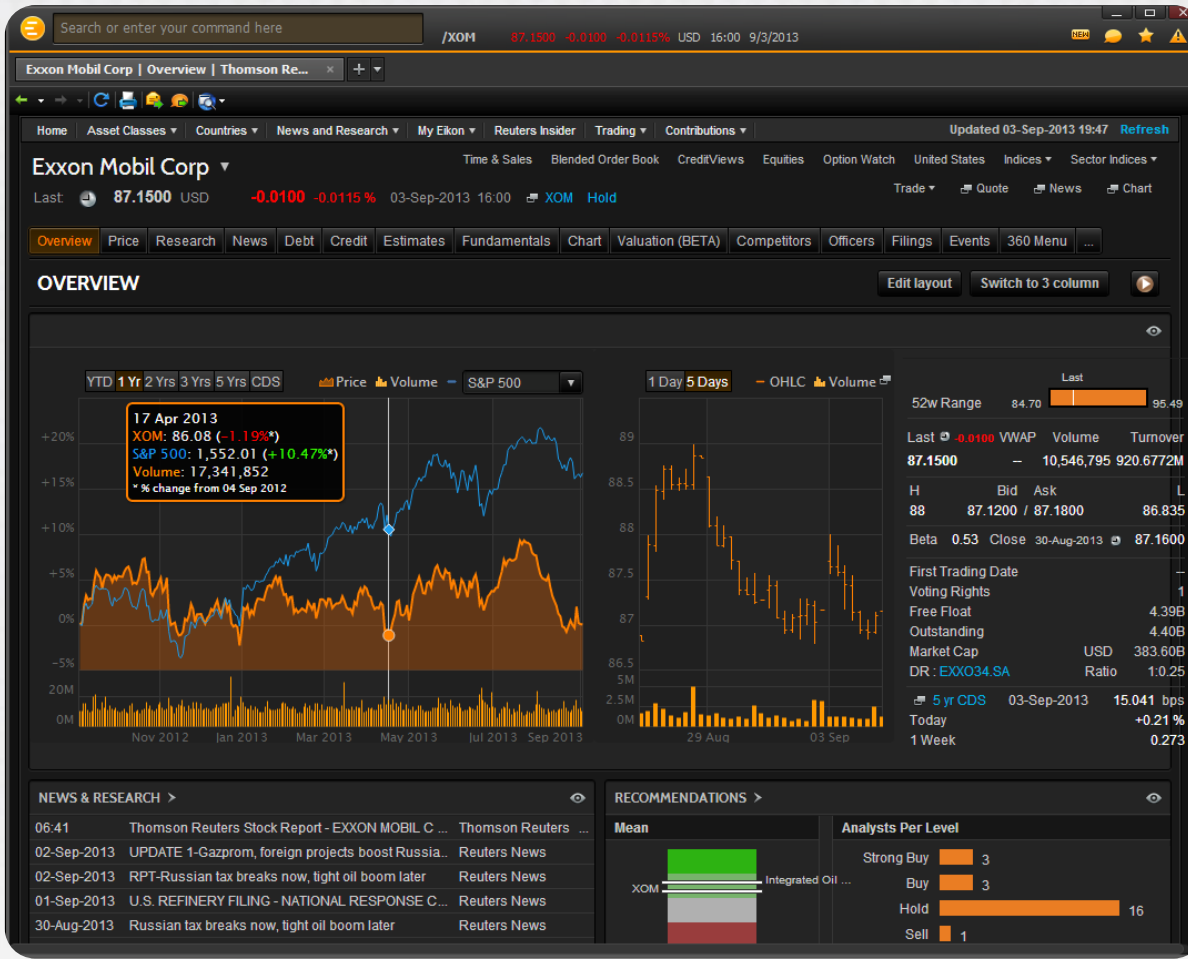 Search or enter your command here
/XOM 87.1500 -0.0100 -0.0115% USD 16:00 9/3/2013 NEW
Exxon Mobil Corp | Overview | Thomson Re...
Home Asset Classes Countries News and Research My Eikon Reuters Insider Trading Contributions Updated 03-Sep-2013 19:47 Refresh
Exxon Mobil Corp Time & Sales Blended Order Book CreditViews Equities Option Watch United States Indices Sector Indices
Trade Quote News Chart
Last: 87.1500 USD -0.0100 -0.0115 % 03-Sep-2013 16:00 XOM Hold
Overview Price Research News Debt Credit Estimates Fundamentals Chart Valuation (BETA) Competitors Officers Filings Events 360 Menu ...
OVERVIEW Edit layout Switch to 3 column
YTD 1 Yr 2 Yrs 3 Yrs 5 Yrs CDS Price Volume S&P 500
17 Apr 2013
XOM: 86.08 (-1.19%*)
S&P 500: 1,552.01 (+10.47%*)
Volume: 17,341,852
* % change from 04 Sep 2012
+20%
+15%
+10%
+5%
0%
-5%
20M
0M
Nov 2012 Jan 2013 Mar 2013 May 2013 Jul 2013 Sep 2013
1 Day 5 Days OHLC Volume
89
88.5
88
87.5
87
86.5
5M
2.5M
0M
29 Aug 03 Sep
Last
52w Range 84.70 95.49
Last -0.0100 VWAP Volume Turnover
87.1500 – 10,546,795 920.6772M
H Bid Ask L
88 87.1200 / 87.1800 86.835
Beta 0.53 Close 30-Aug-2013 87.1600
First Trading Date –
Voting Rights 1
Free Float 4.39B
Outstanding 4.40B
Market Cap USD 383.60B
DR : EXXO34.SA Ratio 1:0.25
5 yr CDS 03-Sep-2013 15.041 bps
Today +0.21 %
1 Week 0.273
NEWS & RESEARCH
06:41 Thomson Reuters Stock Report - EXXON MOBIL C ... Thomson Reuters ...
02-Sep-2013 UPDATE 1-Gazprom, foreign projects boost Russia.. Reuters News
02-Sep-2013 RPT-Russian tax breaks now, tight oil boom later Reuters News
01-Sep-2013 U.S. REFINERY FILING - NATIONAL RESPONSE C... Reuters News
30-Aug-2013 Russian tax breaks now, tight oil boom later Reuters News
RECOMMENDATIONS
Mean Analysts Per Level
XOM Integrated Oil ...
Strong Buy 3
Buy 3
Hold 16
Sell 1